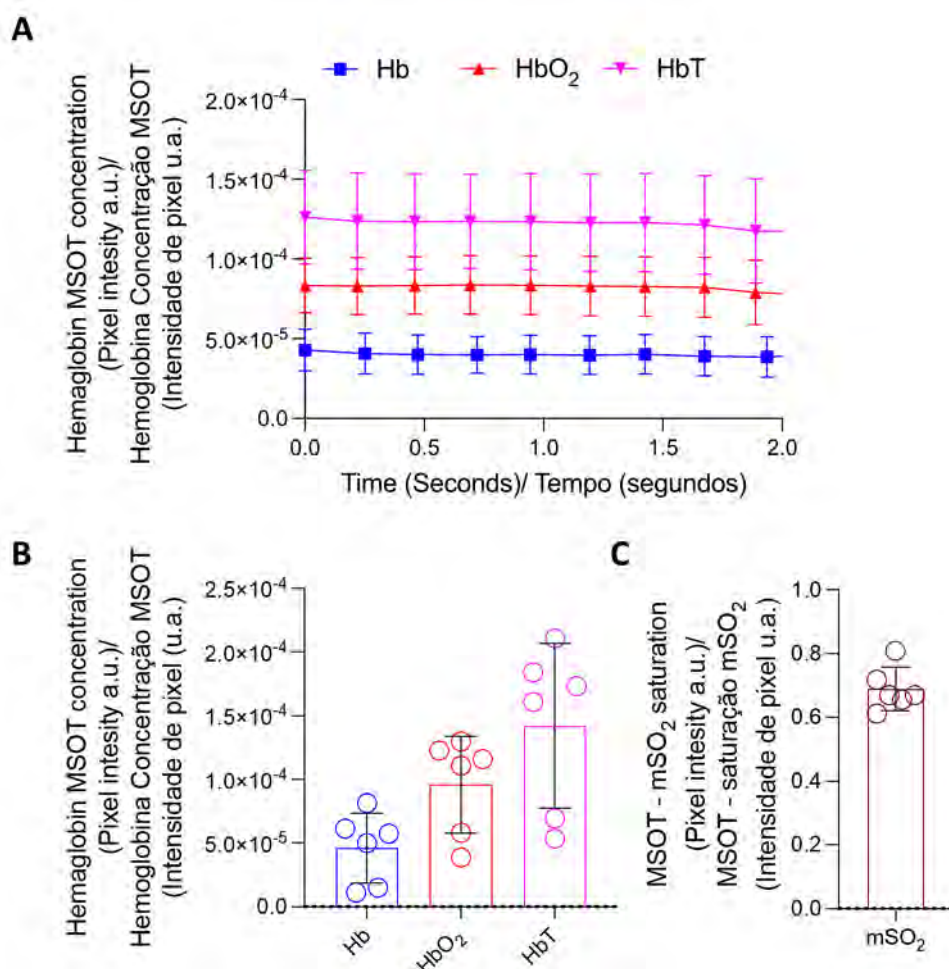 A
Hb HbO₂ HbT
Hemaglobin MSOT concentration
(Pixel intesity a.u.)/
Hemoglobina Concentração MSOT
(Intensidade de pixel u.a.)
2.0×10⁻⁴
1.5×10⁻⁴
1.0×10⁻⁴
5.0×10⁻⁵
0.0
0.0 0.5 1.0 1.5 2.0
Time (Seconds)/ Tempo (segundos)
B
Hemaglobin MSOT concentration
(Pixel intesity a.u.)/
Hemoglobina Concentração MSOT
(Intensidade de pixel (u.a.)
2.5×10⁻⁴
2.0×10⁻⁴
1.5×10⁻⁴
1.0×10⁻⁴
5.0×10⁻⁵
0.0
Hb HbO₂ HbT
C
MSOT - mSO₂ saturation
(Pixel intesity a.u.)/
MSOT - saturação mSO₂
(Intensidade de pixel u.a.)
1.0
0.8
0.6
0.4
0.2
0.0
mSO₂